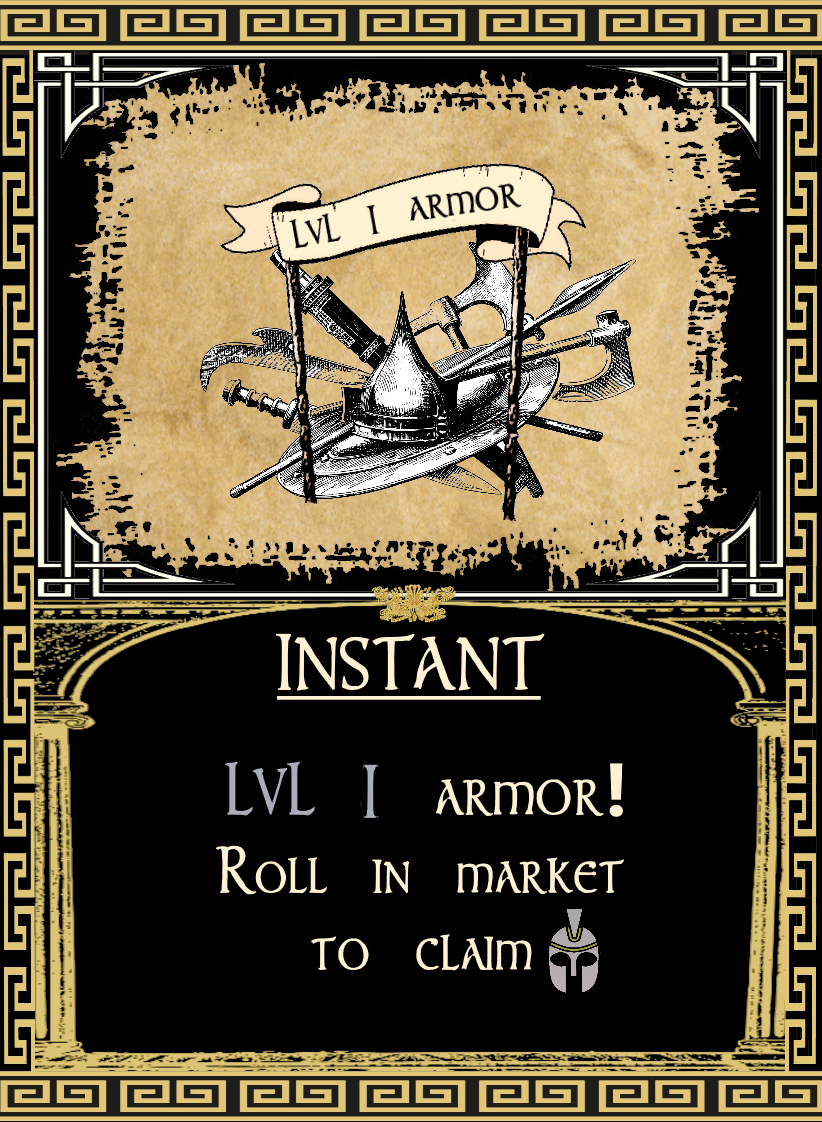 LVL I ARMOR
INSTANT
LVL I ARMOR!
ROLL IN MARKET
TO CLAIM